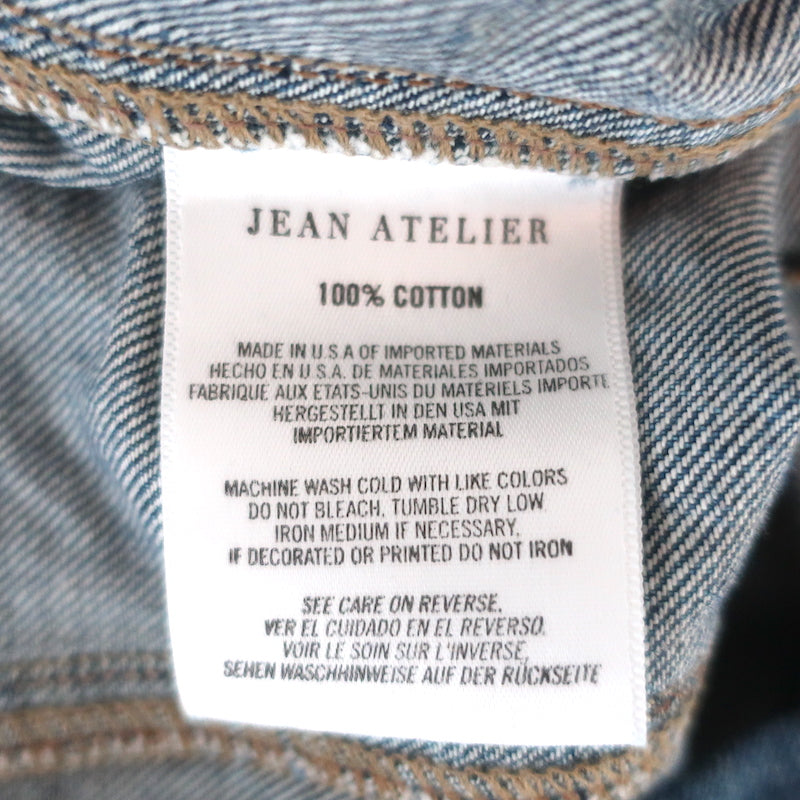 JEAN ATELIER
100% COTTON
MADE IN U.S.A OF IMPORTED MATERIALS
HECHO EN U.S.A. DE MATERIALES IMPORTADOS
FABRIQUE AUX ETATS-UNIS DU MATERIELS IMPORTE
HERGESTELLT IN DEN USA MIT
IMPORTIERTEM MATERIAL
MACHINE WASH COLD WITH LIKE COLORS
DO NOT BLEACH, TUMBLE DRY LOW
IRON MEDIUM IF NECESSARY.
IF DECORATED OR PRINTED DO NOT IRON
SEE CARE ON REVERSE.
VER EL CUIDADO EN EL REVERSO.
VOIR LE SOIN SUR L'INVERSE,
SEHEN WASCHHINWEISE AUF DER RÜCKSEITE